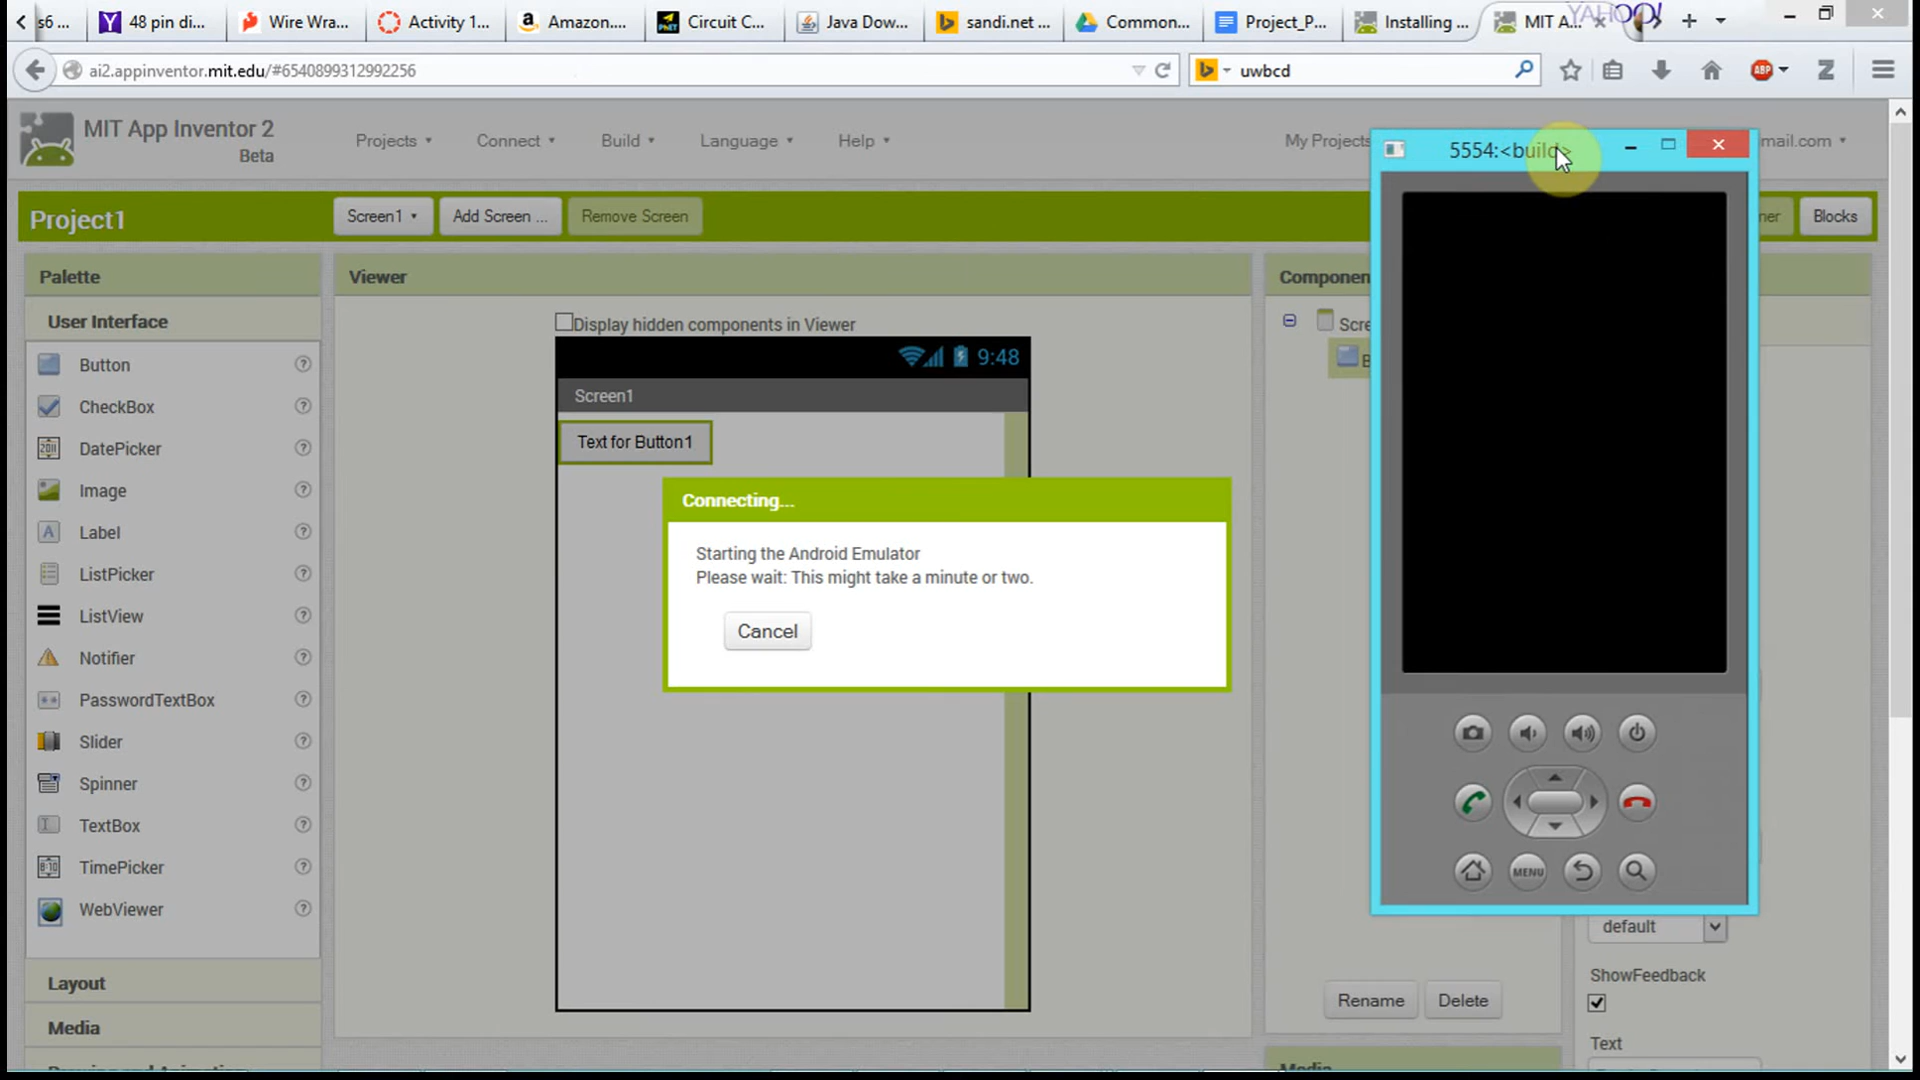 s6 ...
48 pin di...
Wire Wra...
Activity 1...
Amazon....
Circuit C...
Java Dow...
sandi.net ...
Common...
Project_P...
Installing ...
MIT A...
YAHOO!
ai2.appinventor.mit.edu/#6540899312992256
uwbcd
ABP
MIT App Inventor 2
Beta
Projects
Connect
Build
Language
Help
My Projects
mail.com
Project1
Screen1
Add Screen ...
Remove Screen
ner
Blocks
Palette
Viewer
Componen
User Interface
Button
CheckBox
DatePicker
Image
Label
ListPicker
ListView
Notifier
PasswordTextBox
Slider
Spinner
TextBox
TimePicker
WebViewer
Layout
Media
Display hidden components in Viewer
9:48
Screen1
Text for Button1
Connecting...
Starting the Android Emulator
Please wait: This might take a minute or two.
Cancel
Scre
B
5554:<build>
MENU
default
ShowFeedback
Rename
Delete
Text